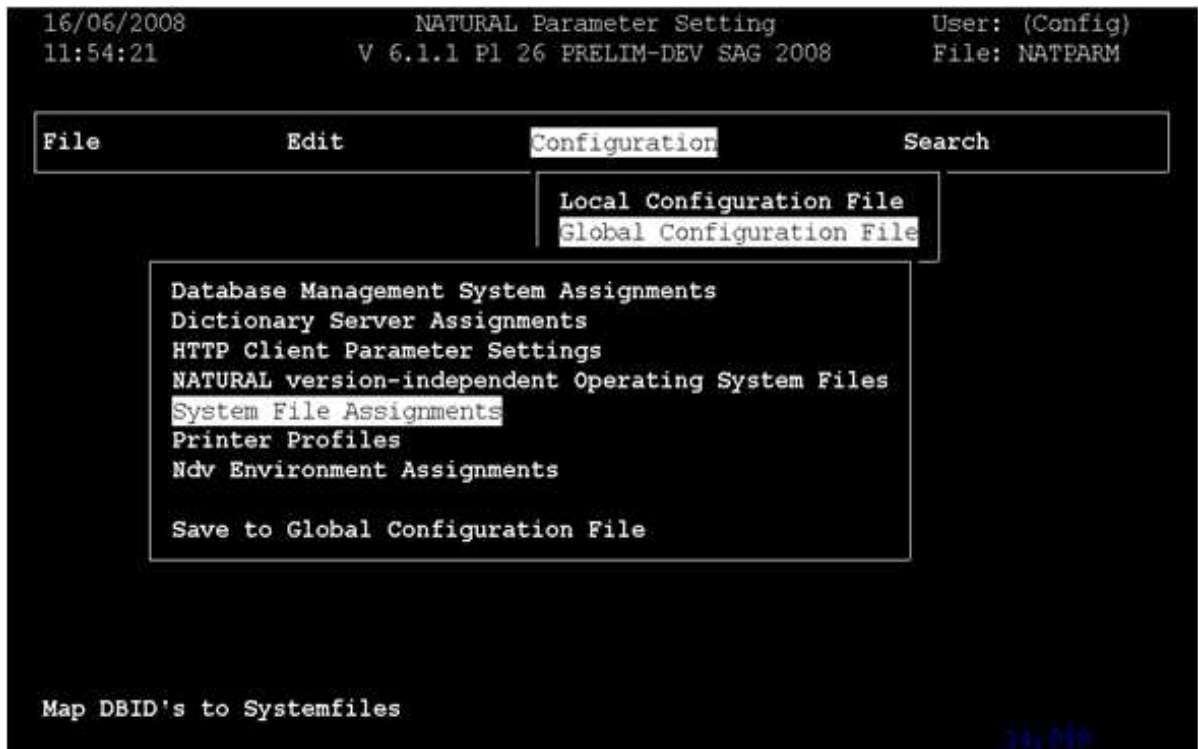 16/06/2008 NATURAL Parameter Setting User: (Config)
11:54:21 V 6.1.1 Pl 26 PRELIM-DEV SAG 2008 File: NATPARM
File Edit Configuration Search
Local Configuration File
Global Configuration File
Database Management System Assignments
Dictionary Server Assignments
HTTP Client Parameter Settings
NATURAL version-independent Operating System Files
System File Assignments
Printer Profiles
Ndv Environment Assignments
Save to Global Configuration File
Map DBID's to Systemfiles